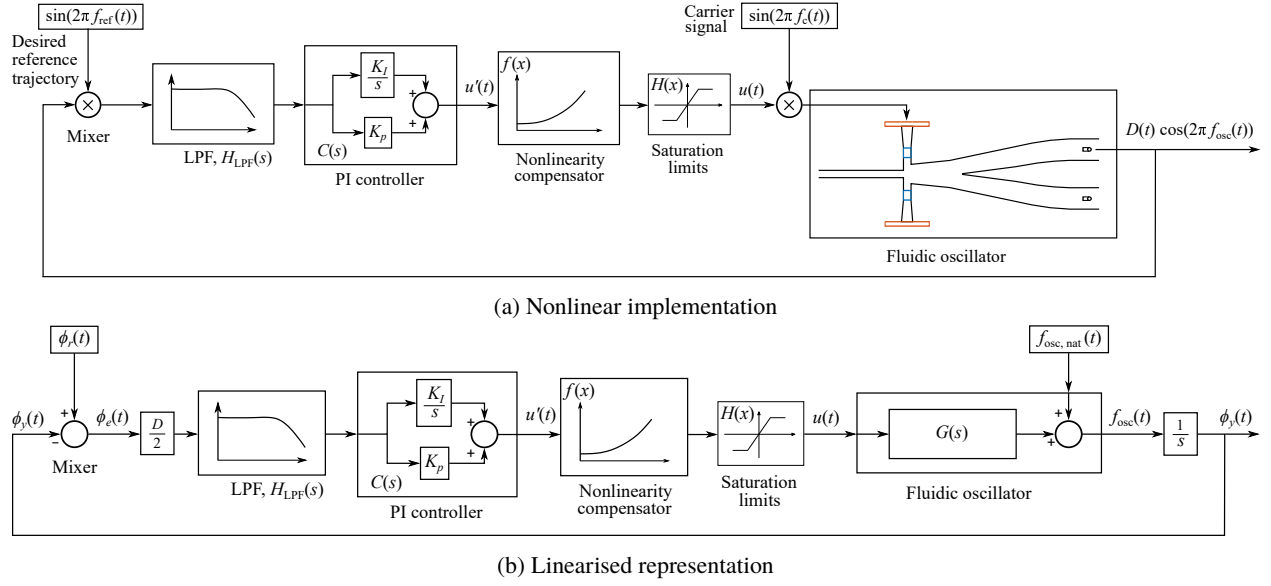 sin(2π f_ref(t))
Desired
reference
trajectory
×
Mixer
LPF, H_LPF(s)
K_I
s
K_p
+
+
C(s)
PI controller
u′(t)
f(x)
Nonlinearity
compensator
H(x)
Saturation
limits
u(t)
Carrier
signal
sin(2π f_c(t))
×
Fluidic oscillator
D(t) cos(2π f_osc(t))
(a) Nonlinear implementation
ϕ_r(t)
ϕ_y(t)
+
−
Mixer
ϕ_e(t)
D
2
LPF, H_LPF(s)
K_I
s
K_p
+
+
C(s)
PI controller
u′(t)
f(x)
Nonlinearity
compensator
H(x)
Saturation
limits
u(t)
G(s)
f_osc, nat(t)
+
+
Fluidic oscillator
f_osc(t)
1
s
ϕ_y(t)
(b) Linearised representation